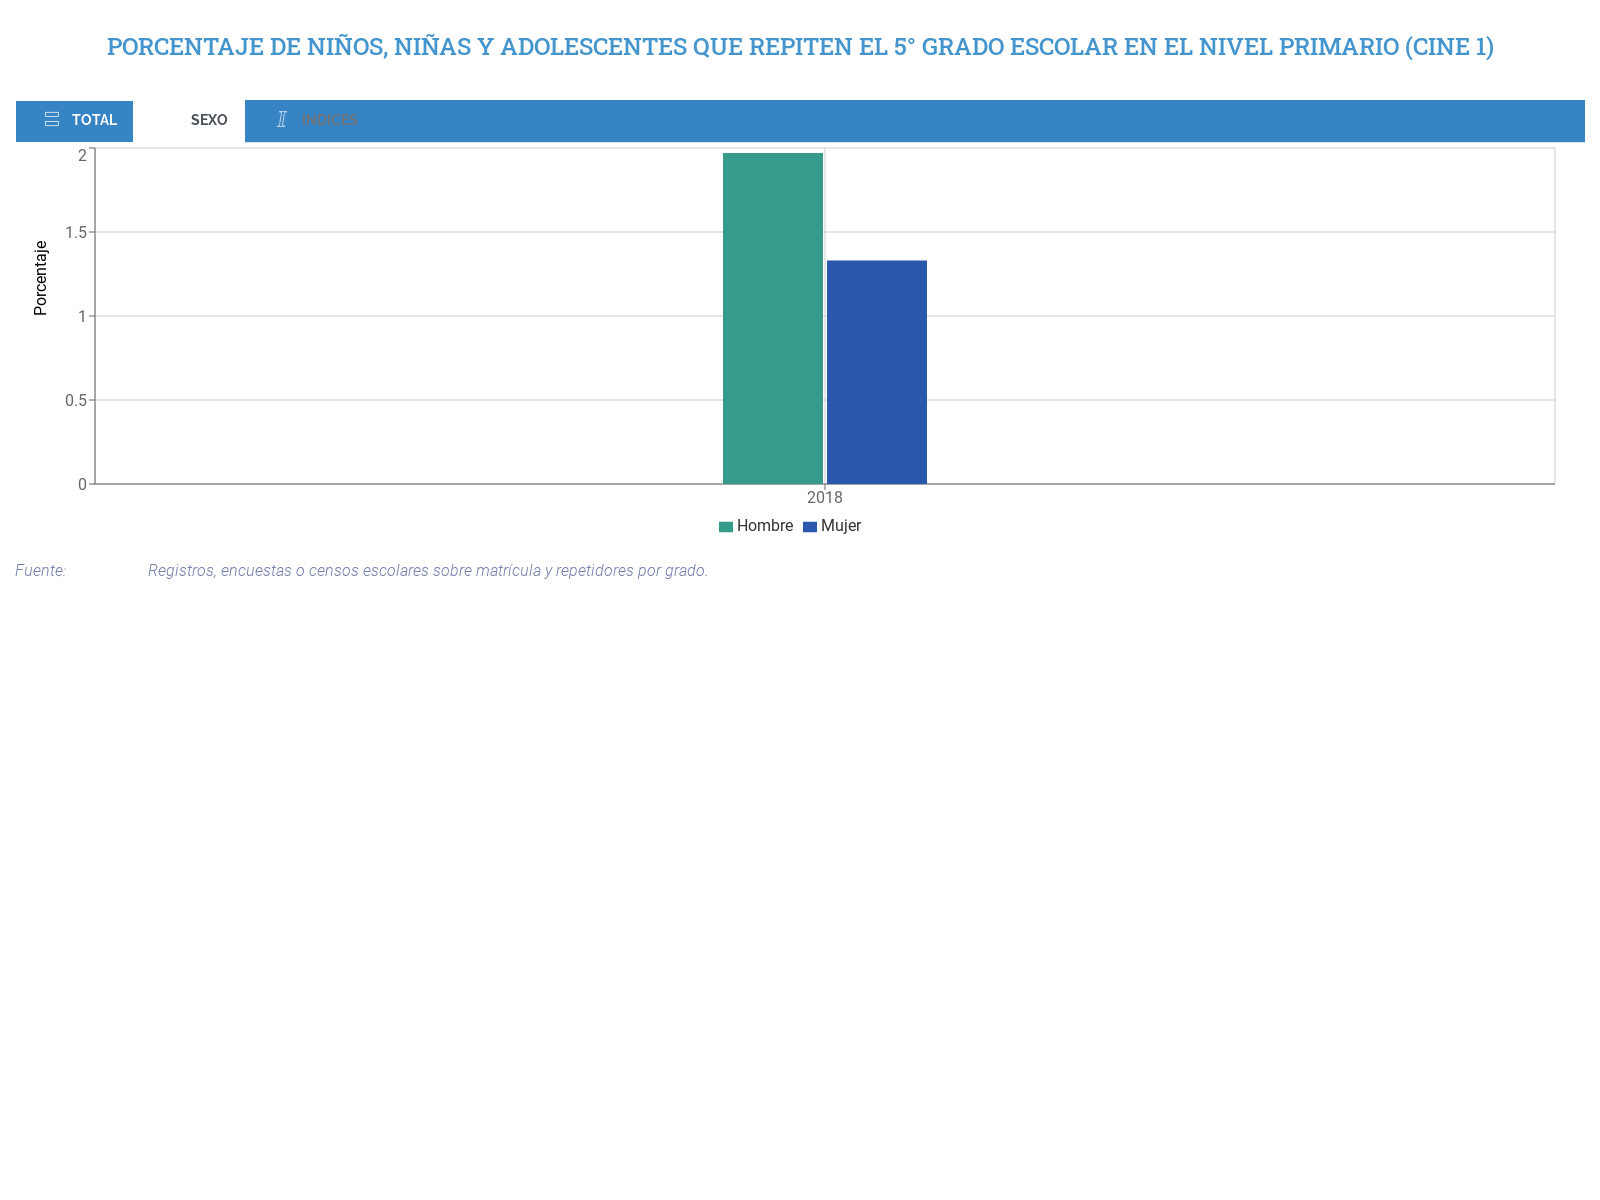 PORCENTAJE DE NIÑOS, NIÑAS Y ADOLESCENTES QUE REPITEN EL 5° GRADO ESCOLAR EN EL NIVEL PRIMARIO (CINE 1)
TOTAL SEXO INDICES
2
1.5
1
0.5
0
Porcentaje
2018
Hombre Mujer
Fuente: Registros, encuestas o censos escolares sobre matrícula y repetidores por grado.